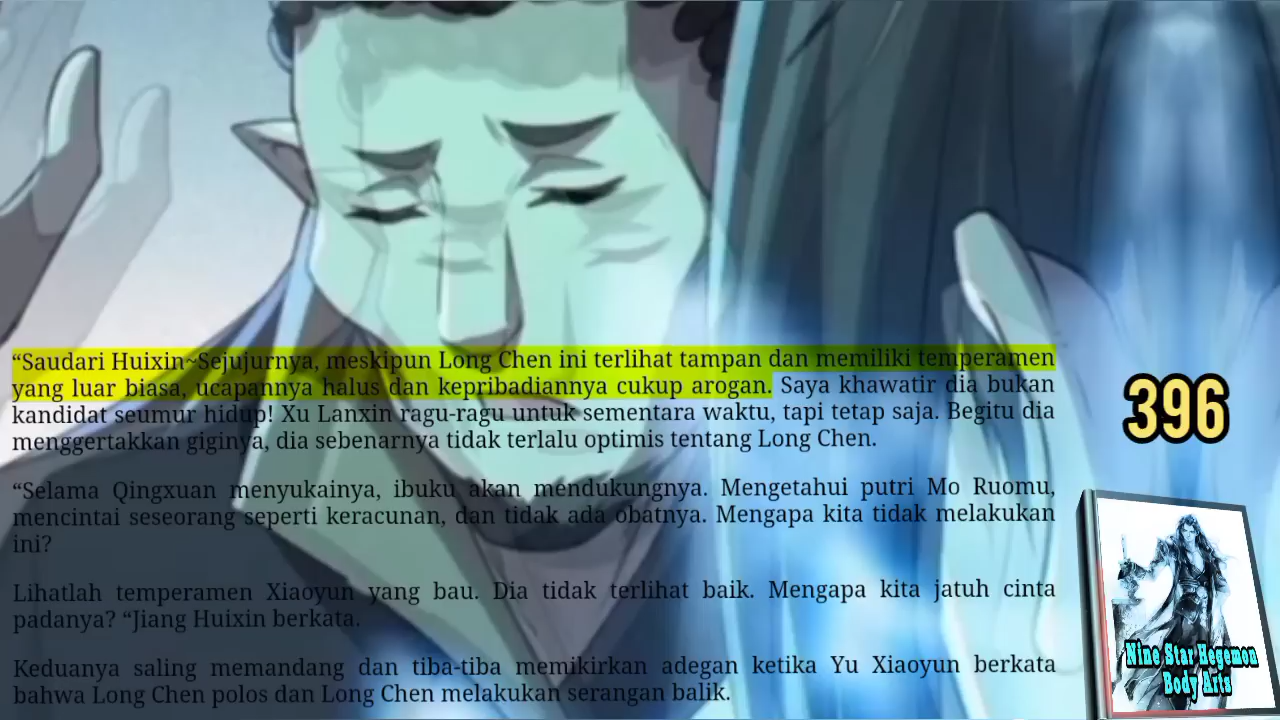 “Saudari Huixin~Sejujurnya, meskipun Long Chen ini terlihat tampan dan memiliki temperamen
yang luar biasa, ucapannya halus dan kepribadiannya cukup arogan. Saya khawatir dia bukan
kandidat seumur hidup! Xu Lanxin ragu-ragu untuk sementara waktu, tapi tetap saja. Begitu dia
menggertakkan giginya, dia sebenarnya tidak terlalu optimis tentang Long Chen.
“Selama Qingxuan menyukainya, ibuku akan mendukungnya. Mengetahui putri Mo Ruomu,
mencintai seseorang seperti keracunan, dan tidak ada obatnya. Mengapa kita tidak melakukan
ini?
Lihatlah temperamen Xiaoyun yang bau. Dia tidak terlihat baik. Mengapa kita jatuh cinta
padanya? “Jiang Huixin berkata.
Keduanya saling memandang dan tiba-tiba memikirkan adegan ketika Yu Xiaoyun berkata
bahwa Long Chen polos dan Long Chen melakukan serangan balik.
396
Nine Star Hegemon
Body Arts